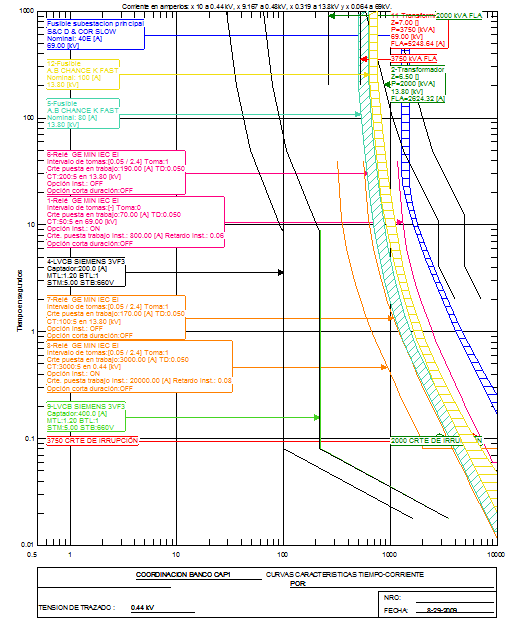 Corriente en amperios: x 10 a 0.44 kV, x 9.167 a 0.48kV, x 0.319 a 13.8kV y x 0.064 a 69kV.
Tiempo en segundos
1000
100
10
1
0.1
0.01
Fusible subestacion principal
S&C D & COR SLOW
Nominal: 40E [A]
69.00 [kV]
12-Fusible
A.B CHANCE K FAST
Nominal: 100 [A]
13.80 [kV]
5-Fusible
A.B CHANCE K FAST
Nominal: 80 [A]
13.80 [kV]
6-Relé GE MIN IEC EI
Intervalo de tomas:[0.05 / 2.4] Toma:1
Crte puesta en trabajo:190.00 [A] TD:0.050
CT:200:5 en 13.80 [kV]
Opción Inst.: OFF
Opción corta duración:OFF
1-Relé GE MIN IEC EI
Intervalo de tomas:[-] Toma:0
Crte puesta en trabajo:70.00 [A] TD:0.050
CT:50:5 en 69.00 [kV]
Opción Inst.: ON
Crte. puesta trabajo Inst.: 800.00 [A] Retardo Inst.: 0.05
Opción corta duración:OFF
4-LVCB SIEMENS 3VF3
Captador:200.0 [A]
MTL:1.20 BTL:1
STM:5.00 STB:660V
7-Relé GE MIN IEC EI
Intervalo de tomas:[0.05 / 2.4] Toma:1
Crte puesta en trabajo:170.00 [A] TD:0.050
CT:100:5 en 13.80 [kV]
Opción Inst.: OFF
Opción corta duración:OFF
8-Relé GE MIN IEC EI
Intervalo de tomas:[0.05 / 2.4] Toma:1
Crte puesta en trabajo:3000.00 [A] TD:0.050
CT:3000:5 en 0.44 [kV]
Opción Inst.: ON
Crte. puesta trabajo Inst.: 20000.00 [A] Retardo Inst.: 0.08
Opción corta duración:OFF
9-LVCB SIEMENS 3VF3
Captador:400.0 [A]
MTL:1.20 BTL:1
STM:5.00 STB:660V
3750 CRTE DE IRRUPCIÓN
2000 CRTE DE IRRU N
11-Transform 2000 kVA FLA
Z=7.00 []
P=3750 [kVA]
69.00 [kV]
FLA=5248.64 [A]
3750 kVA FLA
2-Transformador
Z=6.50 []
P=2000 [kVA]
13.80 [kV]
FLA=2624.32 [A]
0.5 1 10 100 1000 10000
COORDINACION BANCO CAP1 CURVAS CARACTERISTICAS TIEMPO-CORRIENTE
POR:
TENSION DE TRAZADO : 0.44 kV
NRO:
FECHA: 8-29-2009